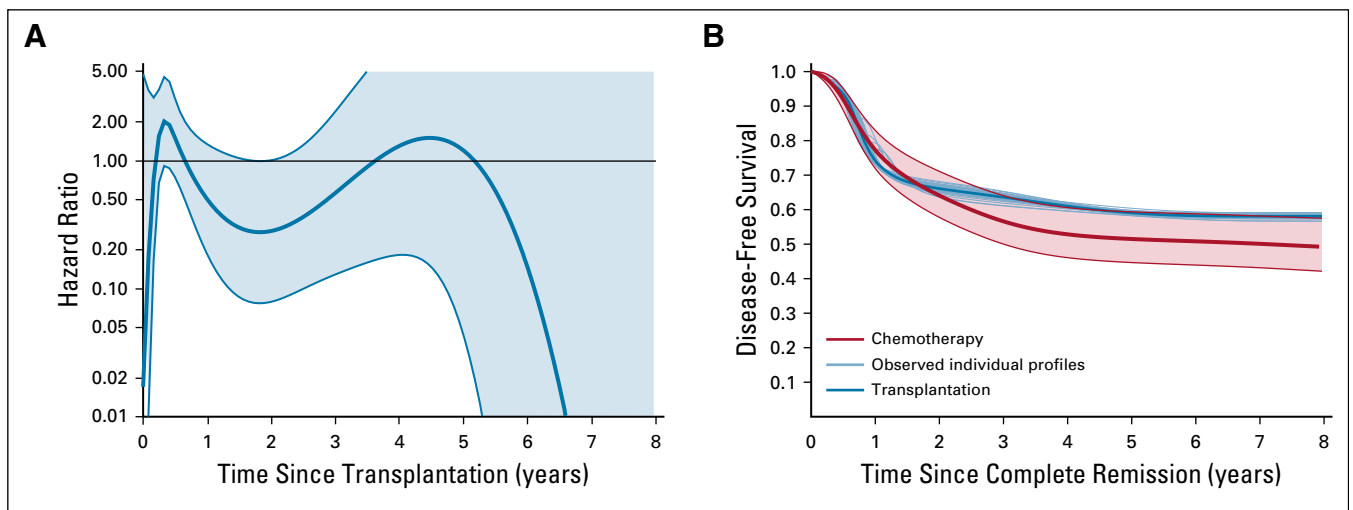 A
Hazard Ratio
5.00
2.00
1.00
0.50
0.20
0.10
0.05
0.02
0.01
0 1 2 3 4 5 6 7 8
Time Since Transplantation (years)
B
Disease-Free Survival
1.0
0.9
0.8
0.7
0.6
0.5
0.4
0.3
0.2
0.1
Chemotherapy
Observed individual profiles
Transplantation
0 1 2 3 4 5 6 7 8
Time Since Complete Remission (years)